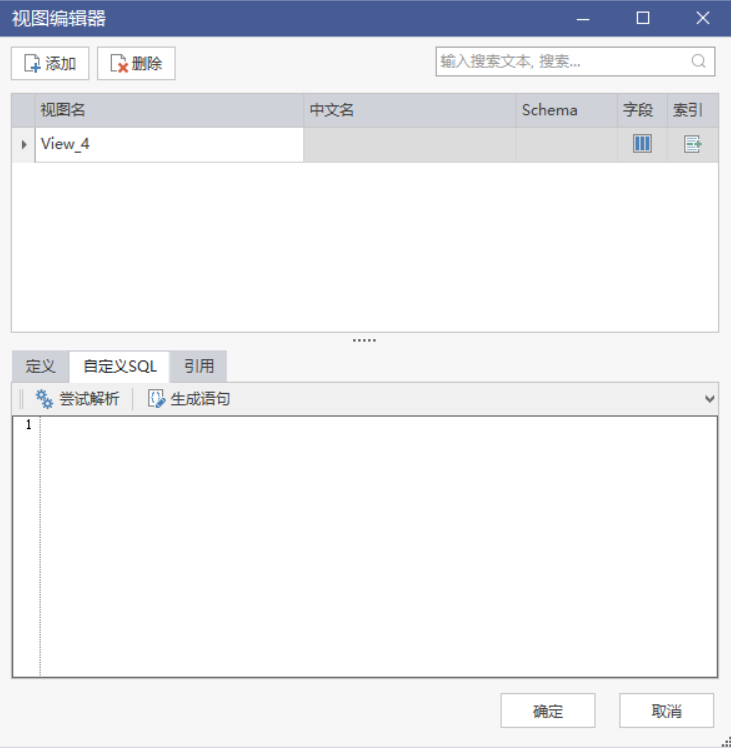 视图编辑器
添加 删除 输入搜索文本, 搜索...
视图名 中文名 Schema 字段 索引
View_4
定义 自定义SQL 引用
尝试解析 生成语句
1
确定 取消